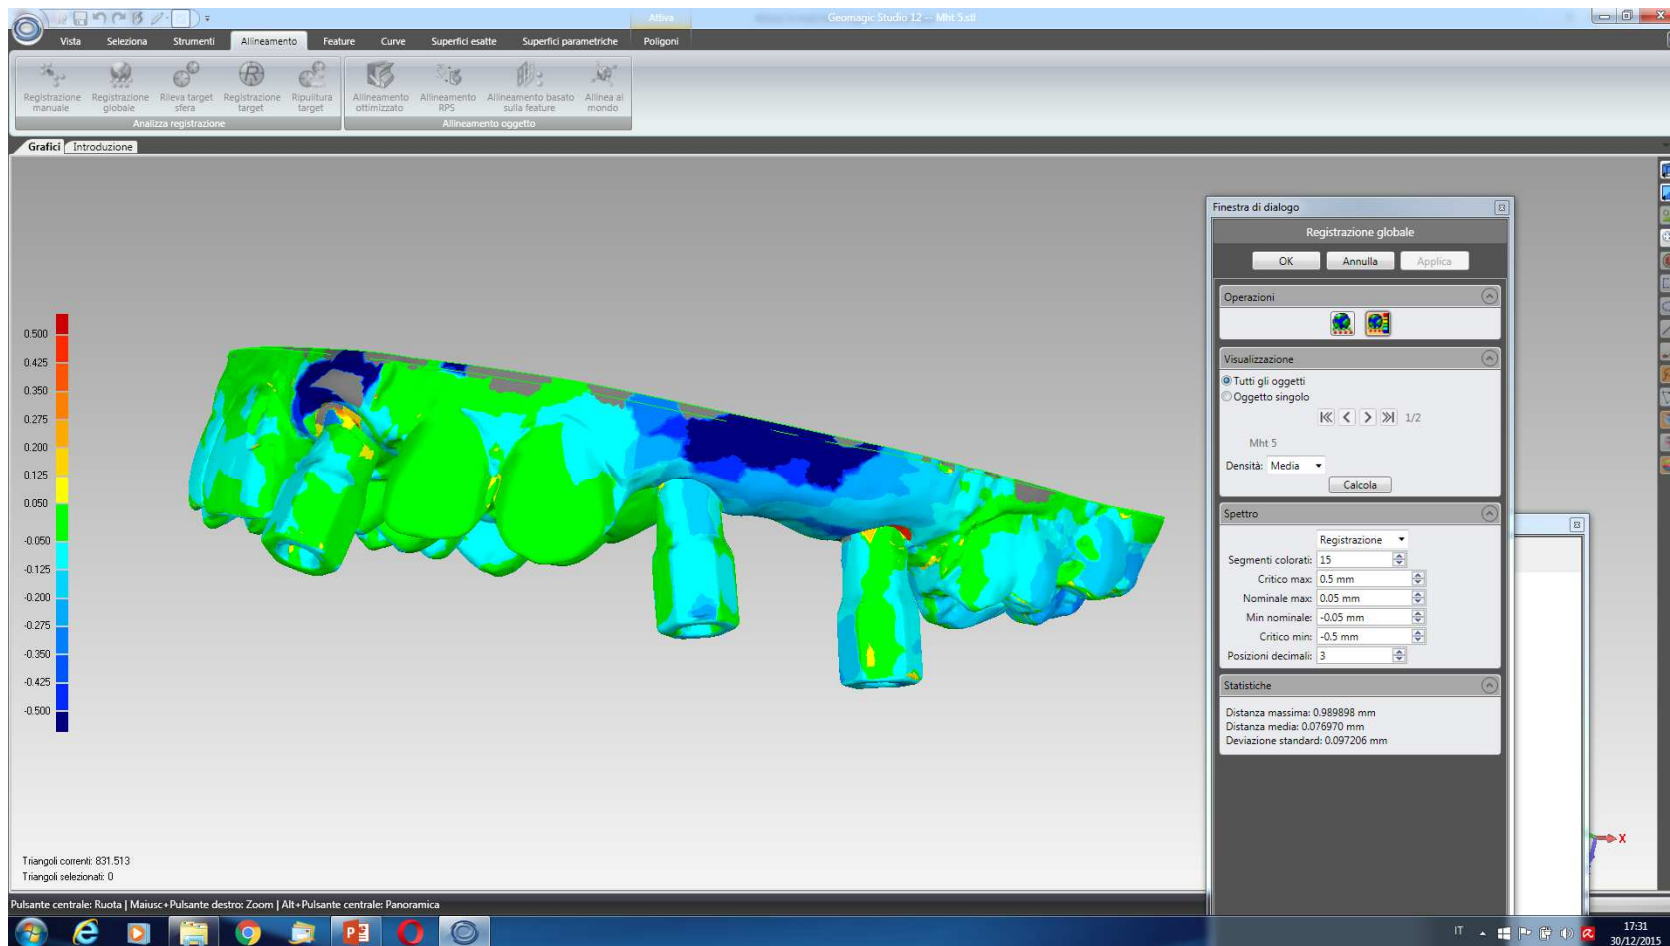 Attiva
Geomagic Studio 12 -- Mht 5.stl
Vista Seleziona Strumenti Allineamento Feature Curve Superfici esatte Superfici parametriche Poligoni
Registrazione manuale
Registrazione globale
Rileva target sfera
Registrazione target
Ripulitura target
Allineamento ottimizzato
Allineamento RPS
Allineamento basato sulla feature
Allinea al mondo
Analizza registrazione
Allineamento oggetto
Grafici Introduzione
0.500
0.425
0.350
0.275
0.200
0.125
0.050
-0.050
-0.125
-0.200
-0.275
-0.350
-0.425
-0.500
Finestra di dialogo
Registrazione globale
OK Annulla Applica
Operazioni
Visualizzazione
Tutti gli oggetti
Oggetto singolo
1/2
Mht 5
Densità: Media
Calcola
Spettro
Registrazione
Segmenti colorati: 15
Critico max: 0.5 mm
Nominale max: 0.05 mm
Min nominale: -0.05 mm
Critico min: -0.5 mm
Posizioni decimali: 3
Statistiche
Distanza massima: 0.989898 mm
Distanza media: 0.076970 mm
Deviazione standard: 0.097206 mm
X
Triangoli correnti: 831.513
Triangoli selezionati: 0
Pulsante centrale: Ruota | Maiusc+Pulsante destro: Zoom | Alt+Pulsante centrale: Panoramica
IT
17:31
30/12/2015